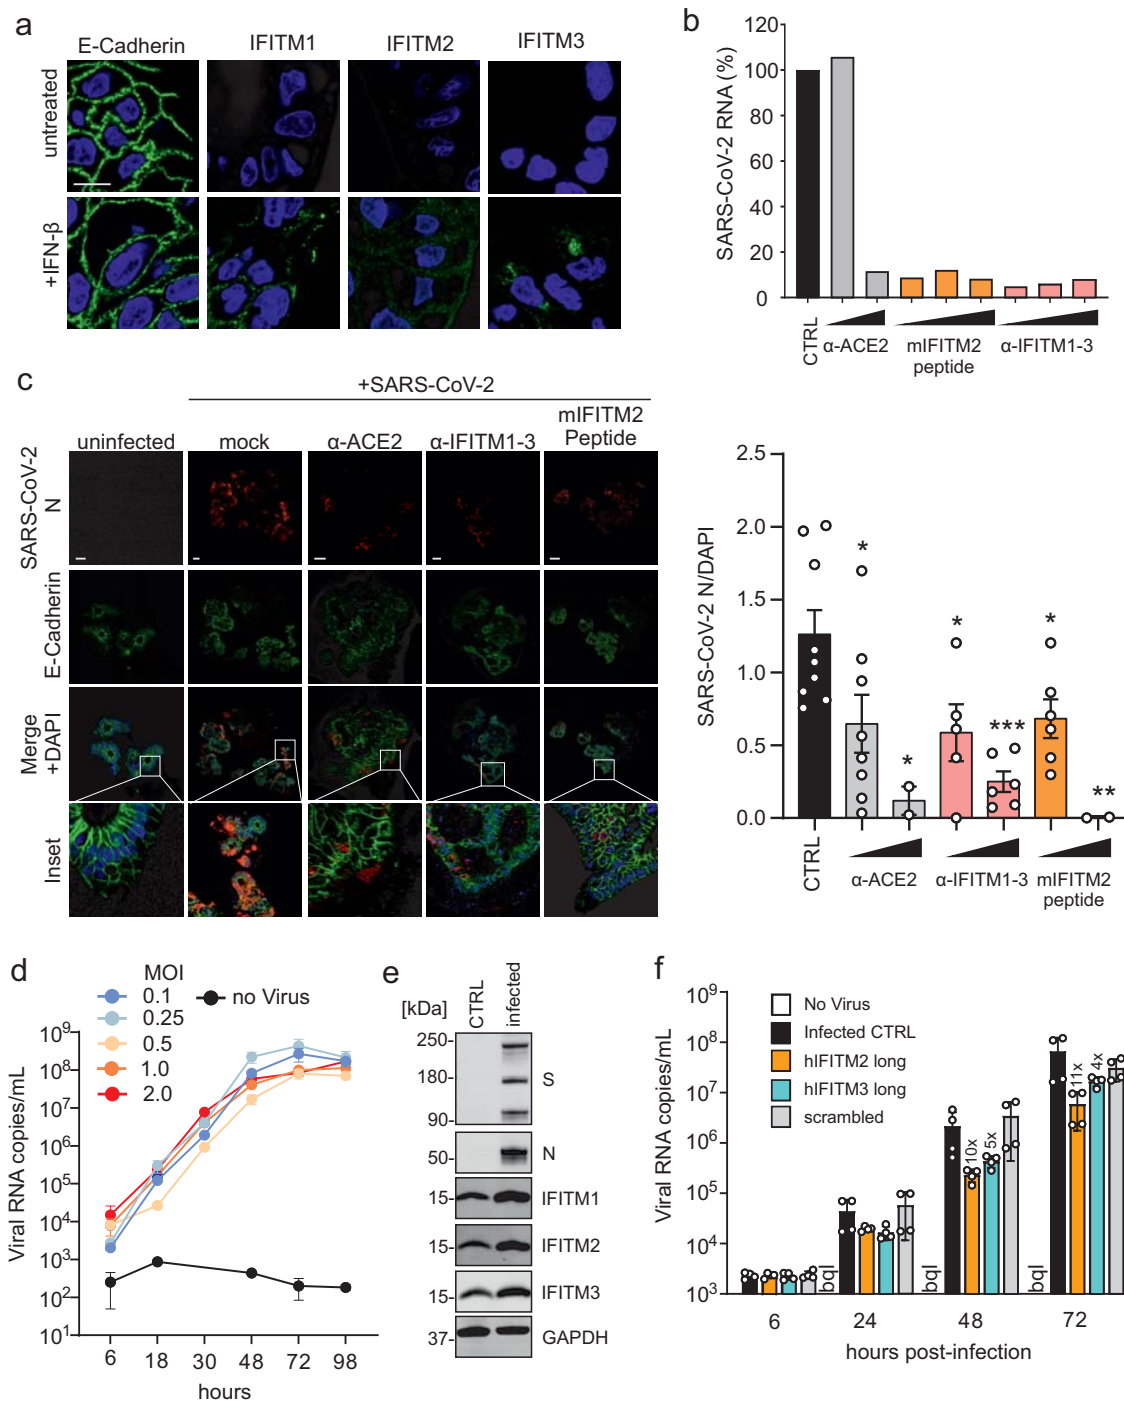 a
E-Cadherin
IFITM1
IFITM2
IFITM3
untreated
+IFN-β
b
SARS-CoV-2 RNA (%)
120
100
80
60
40
20
0
CTRL
α-ACE2
mIFITM2
peptide
α-IFITM1-3
c
+SARS-CoV-2
uninfected
mock
α-ACE2
α-IFITM1-3
mIFITM2
Peptide
SARS-CoV-2
N
E-Cadherin
Merge
+DAPI
Inset
SARS-CoV-2 N/DAPI
2.5
2.0
1.5
1.0
0.5
0.0
*
*
*
***
*
**
CTRL
α-ACE2
α-IFITM1-3
mIFITM2
peptide
d
MOI
0.1
0.25
0.5
1.0
2.0
no Virus
Viral RNA copies/mL
10⁹
10⁸
10⁷
10⁶
10⁵
10⁴
10³
10²
10¹
6 18 30 48 72 98
hours
e
[kDa]
CTRL
infected
250-
180-
90-
S
50-
N
15-
IFITM1
15-
IFITM2
15-
IFITM3
37-
GAPDH
f
No Virus
Infected CTRL
hIFITM2 long
hIFITM3 long
scrambled
Viral RNA copies/mL
10⁹
10⁸
10⁷
10⁶
10⁵
10⁴
10³
bql
bql
10x
5x
bql
11x
4x
6 24 48 72
hours post-infection